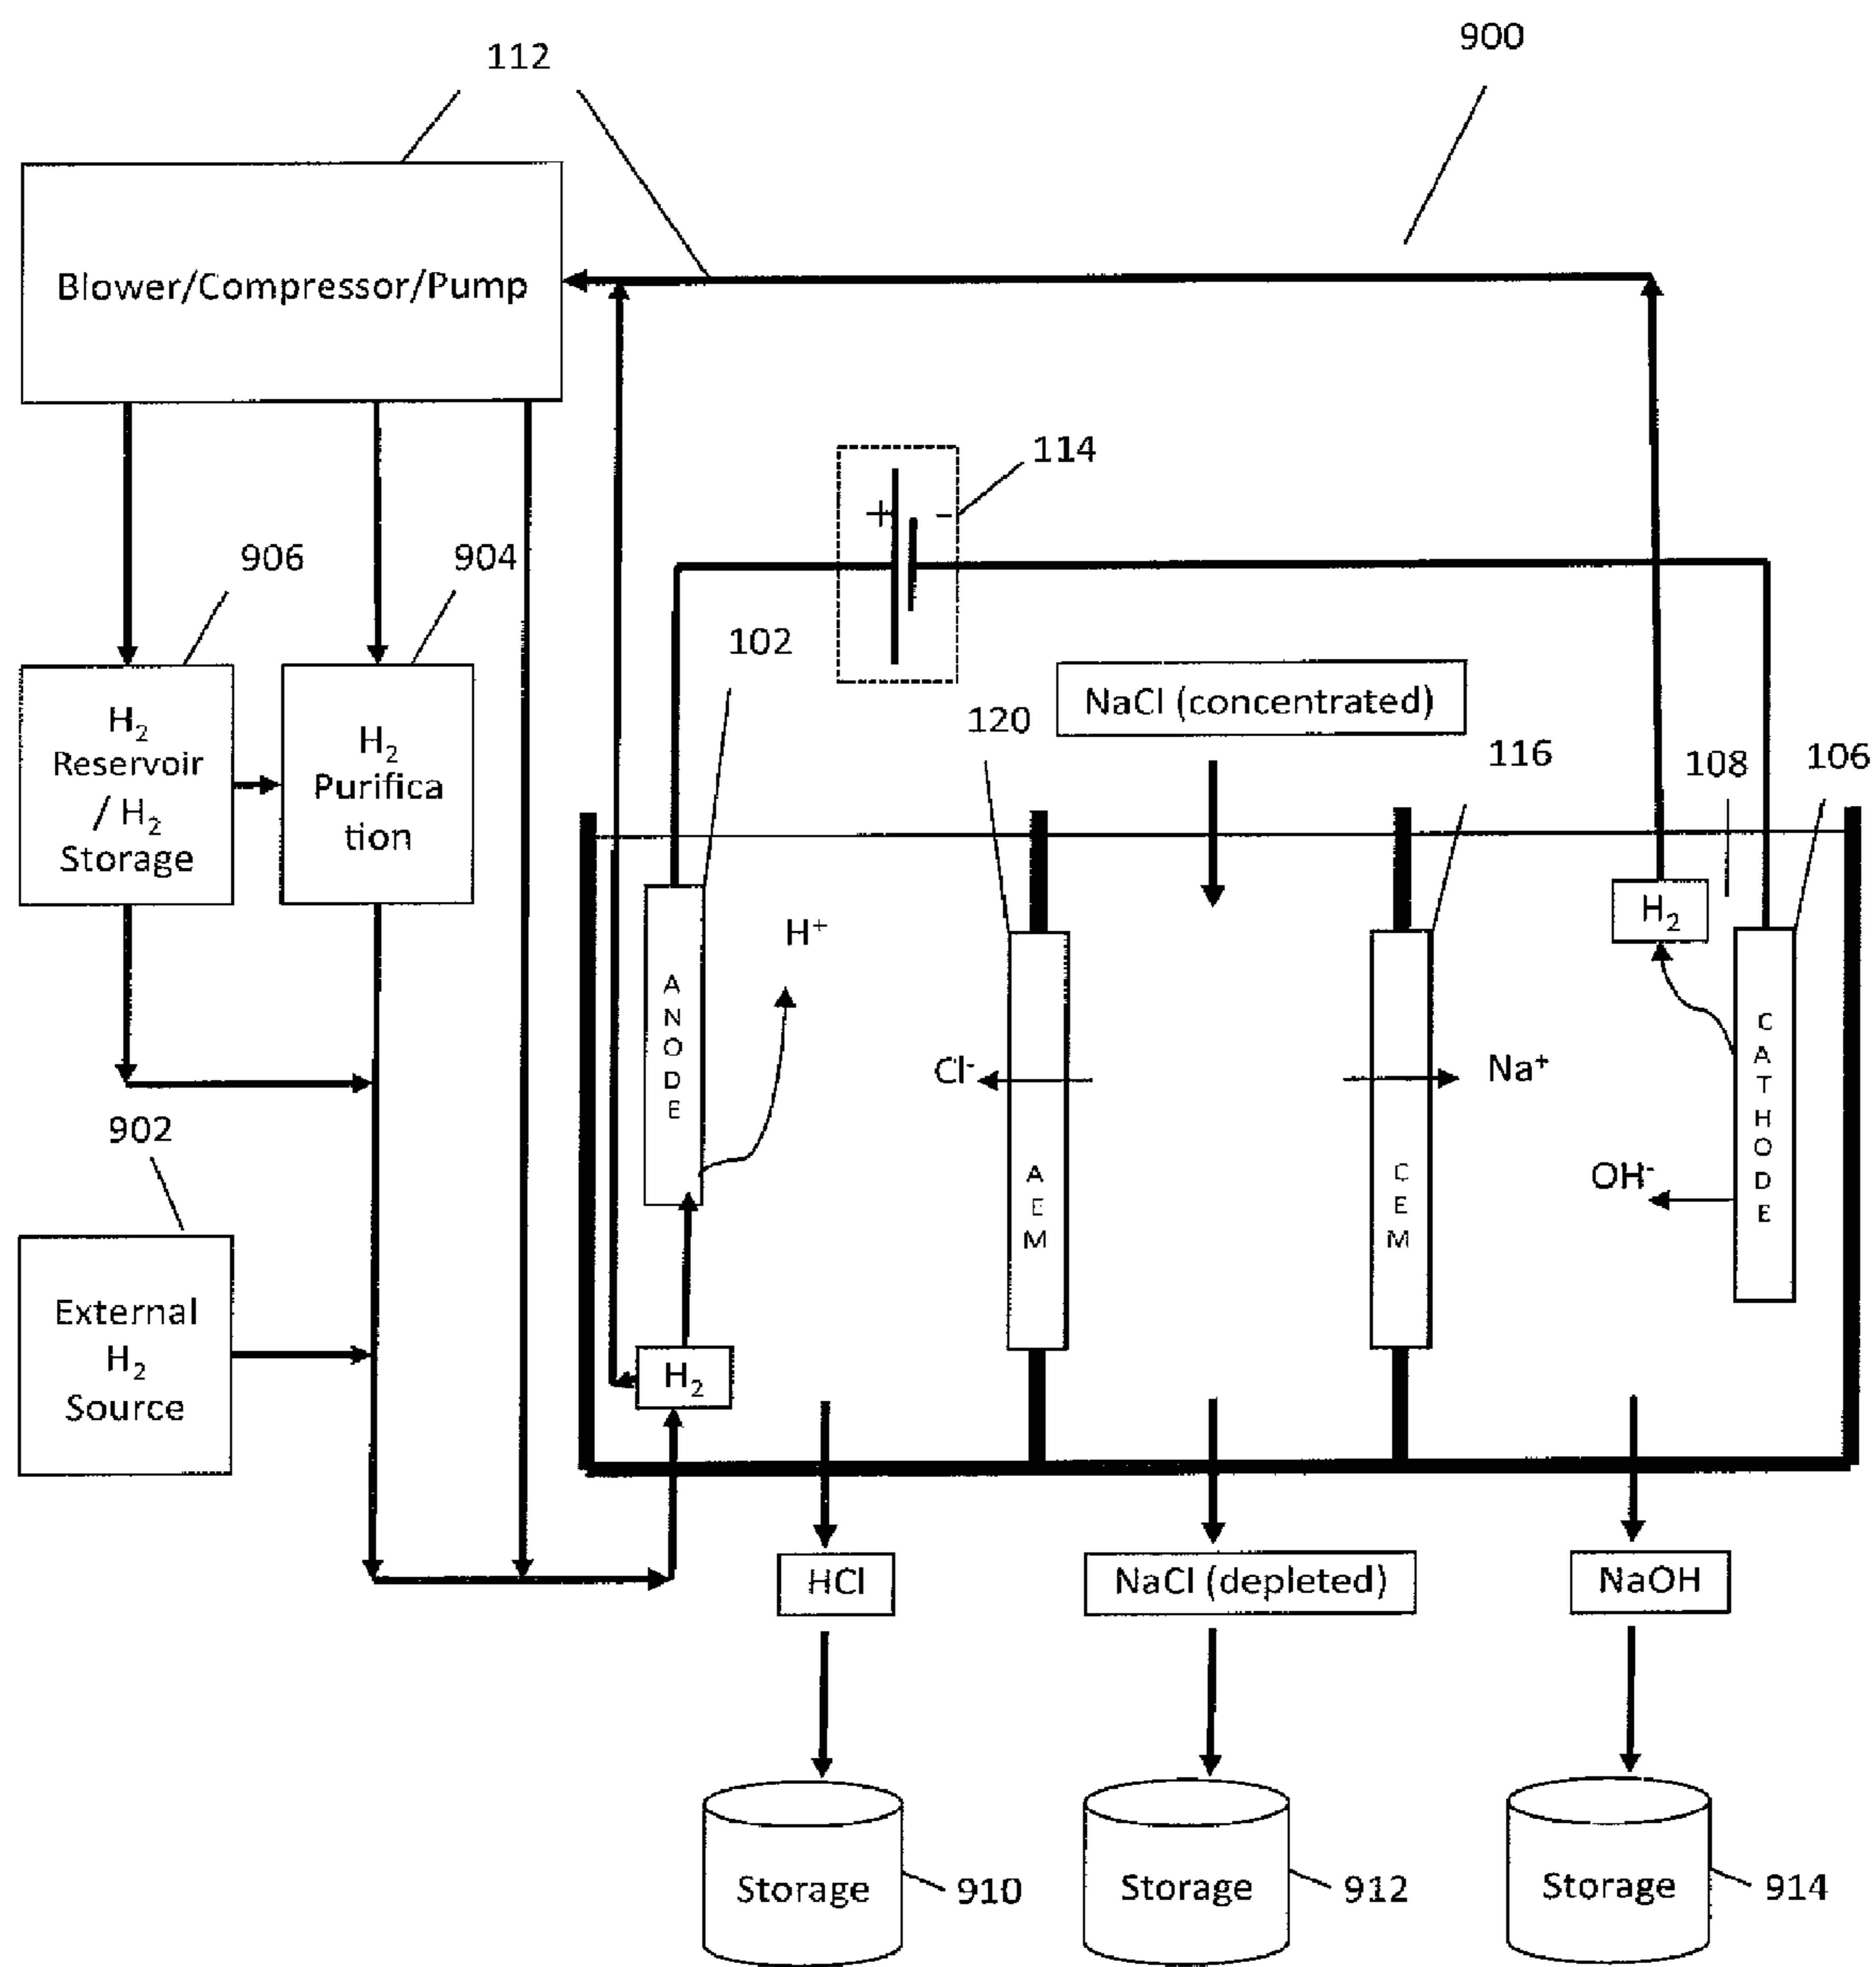 112
900
Blower/Compressor/Pump
114
+
-
906
904
102
NaCl (concentrated)
120
116
108
106
H₂
Reservoir
/ H₂
Storage
H₂
Purifica
tion
H⁺
H₂
ANODE
CATHODE
Cl⁻
Na⁺
902
OH⁻
AEM
CEM
External
H₂
Source
H₂
HCl
NaCl (depleted)
NaOH
Storage
910
Storage
912
Storage
914